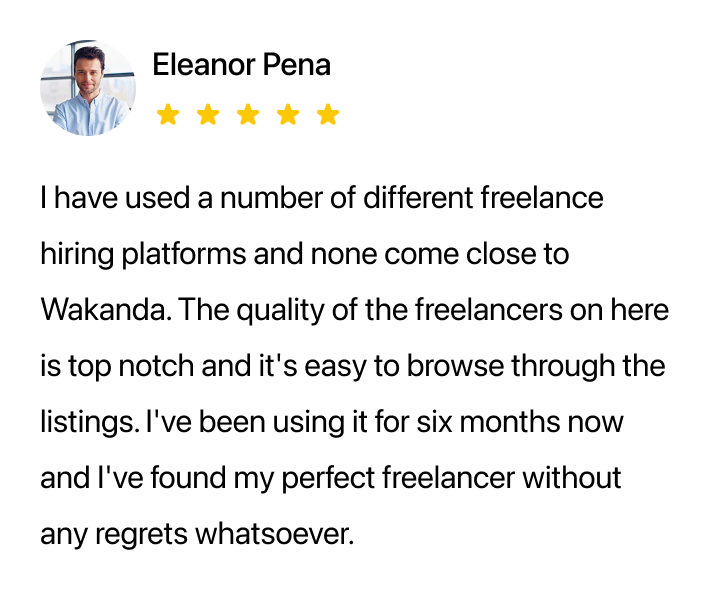 Eleanor Pena
I have used a number of different freelance
hiring platforms and none come close to
Wakanda. The quality of the freelancers on here
is top notch and it's easy to browse through the
listings. I've been using it for six months now
and I've found my perfect freelancer without
any regrets whatsoever.